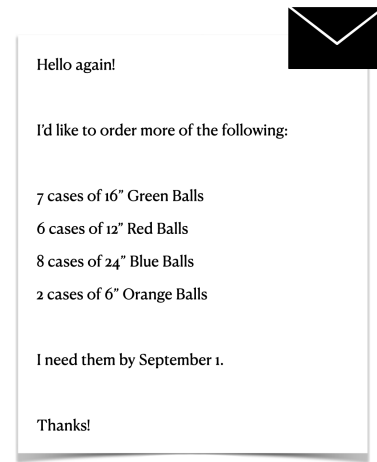 Hello again!
I’d like to order more of the following:
7 cases of 16” Green Balls
6 cases of 12” Red Balls
8 cases of 24” Blue Balls
2 cases of 6” Orange Balls
I need them by September 1.
Thanks!